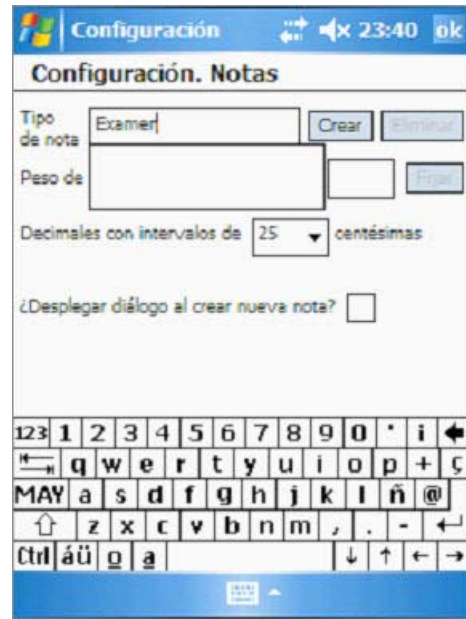 Configuración 23:40 ok
Configuración. Notas
Tipo de nota Examen Crear Eliminar
Peso de Fijar
Decimales con intervalos de 25 centésimas
¿Desplegar diálogo al crear nueva nota?
123 1 2 3 4 5 6 7 8 9 0 ' i
q w e r t y u i o p + ç
MAY a s d f g h j k l ñ @
z x c v b n m , . -
Ctrl áü o a ↓ ↑ ← →